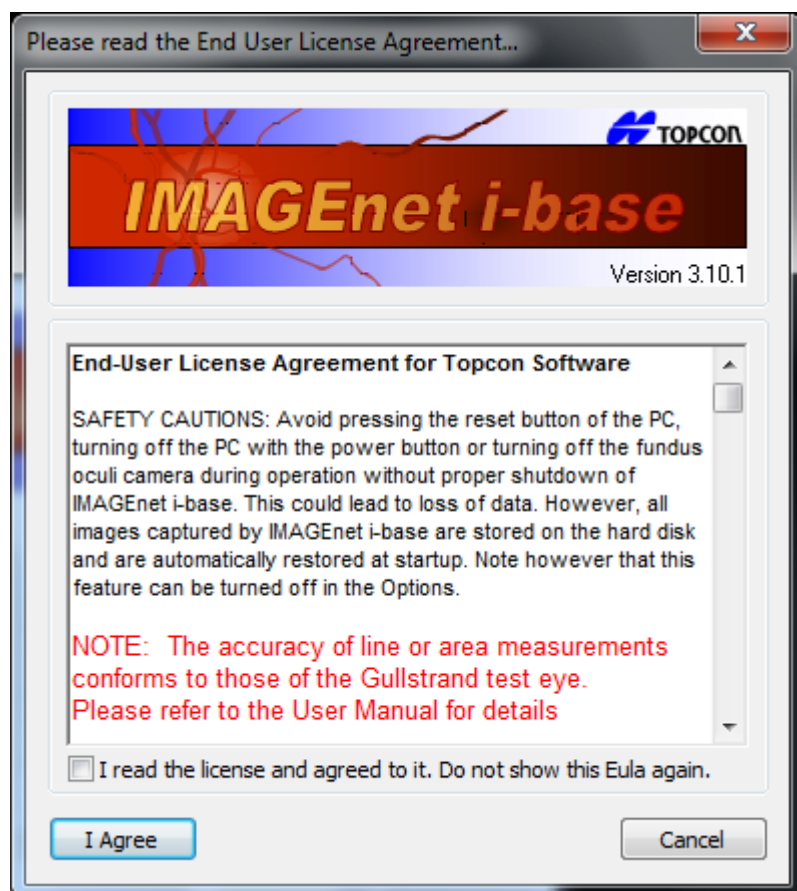 Please read the End User License Agreement...
TOPCON
IMAGEnet i-base
Version 3.10.1
End-User License Agreement for Topcon Software
SAFETY CAUTIONS: Avoid pressing the reset button of the PC,
turning off the PC with the power button or turning off the fundus
oculi camera during operation without proper shutdown of
IMAGEnet i-base. This could lead to loss of data. However, all
images captured by IMAGEnet i-base are stored on the hard disk
and are automatically restored at startup. Note however that this
feature can be turned off in the Options.
NOTE: The accuracy of line or area measurements
conforms to those of the Gullstrand test eye.
Please refer to the User Manual for details
I read the license and agreed to it. Do not show this Eula again.
I Agree
Cancel